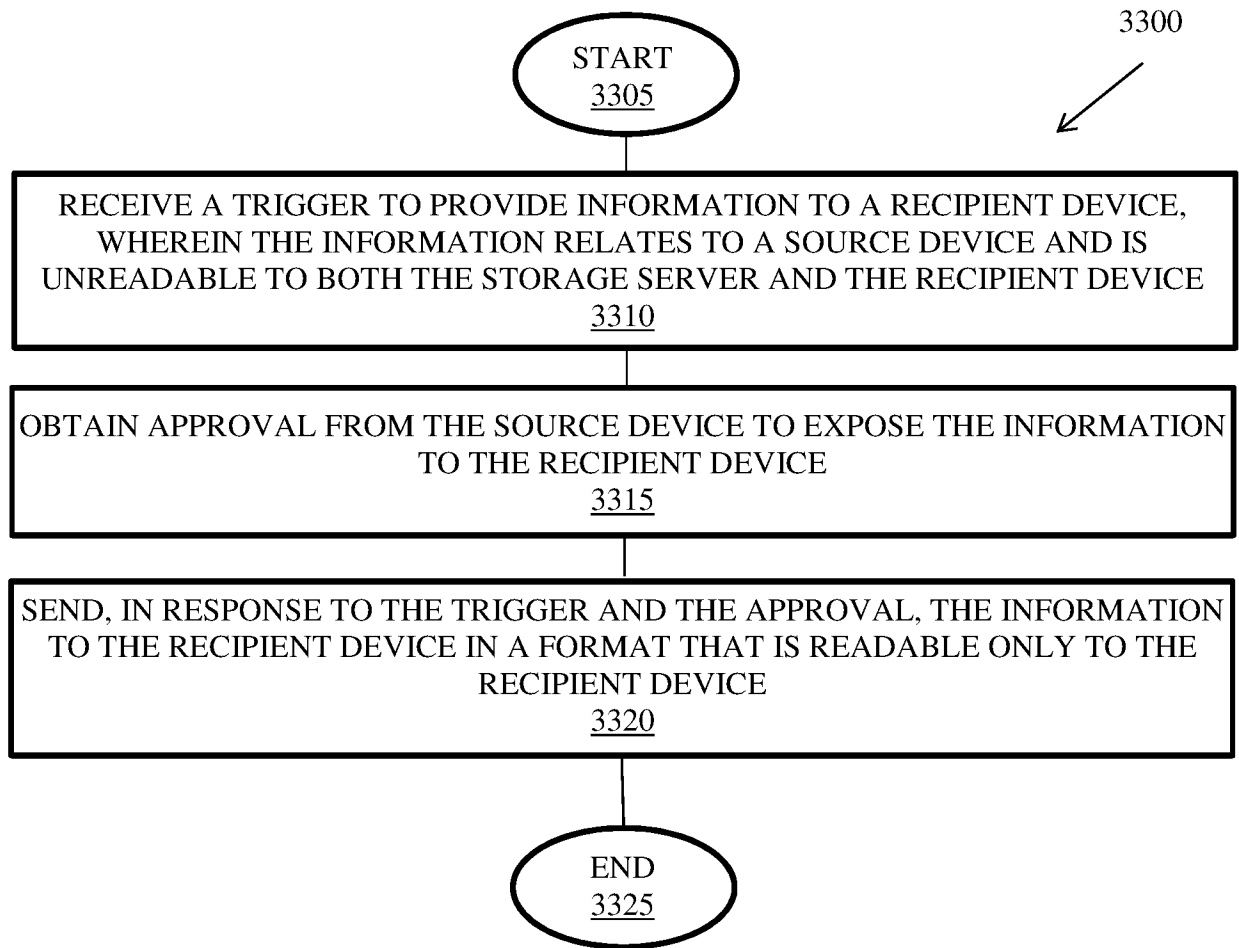 3300
START
3305
RECEIVE A TRIGGER TO PROVIDE INFORMATION TO A RECIPIENT DEVICE,
WHEREIN THE INFORMATION RELATES TO A SOURCE DEVICE AND IS
UNREADABLE TO BOTH THE STORAGE SERVER AND THE RECIPIENT DEVICE
3310
OBTAIN APPROVAL FROM THE SOURCE DEVICE TO EXPOSE THE INFORMATION
TO THE RECIPIENT DEVICE
3315
SEND, IN RESPONSE TO THE TRIGGER AND THE APPROVAL, THE INFORMATION
TO THE RECIPIENT DEVICE IN A FORMAT THAT IS READABLE ONLY TO THE
RECIPIENT DEVICE
3320
END
3325